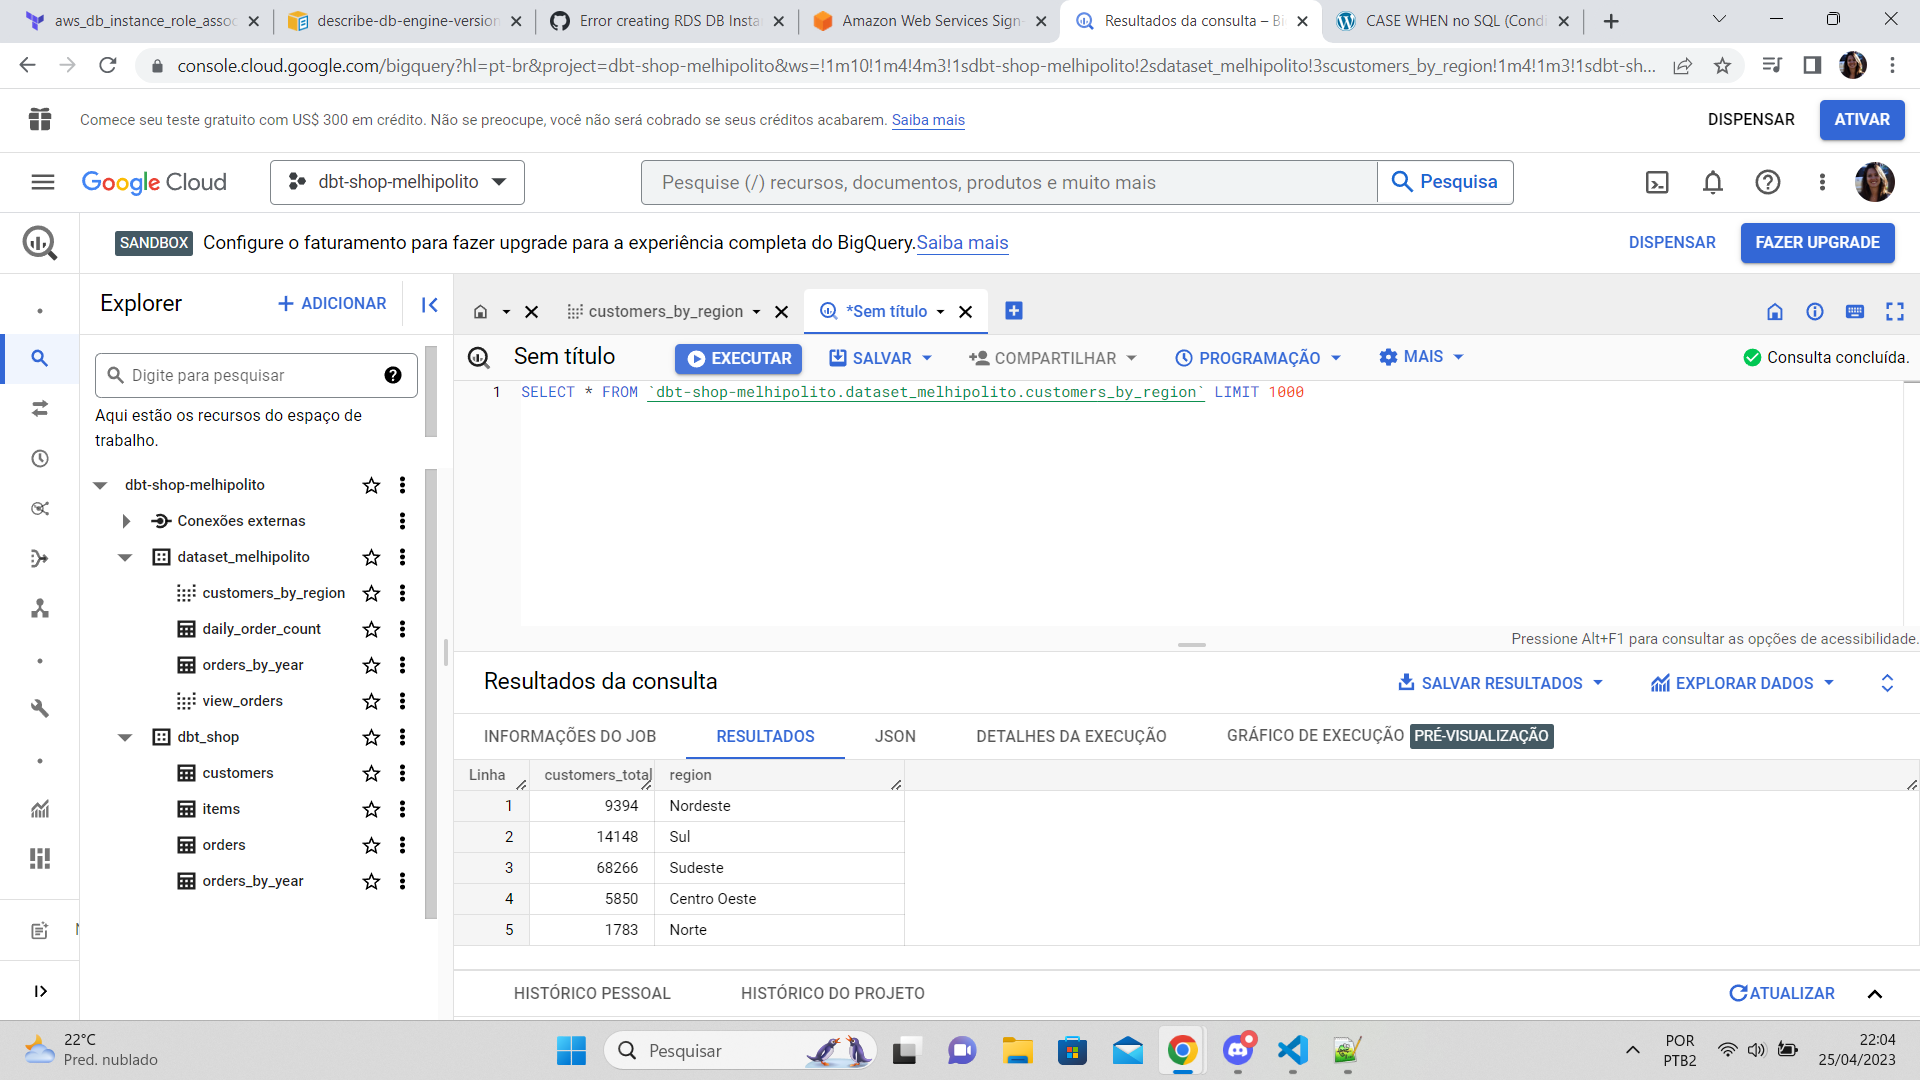 aws_db_instance_role_assoc
describe-db-engine-version
Error creating RDS DB Insta
Amazon Web Services Sign-
Resultados da consulta – Bi
CASE WHEN no SQL (Condi
console.cloud.google.com/bigquery?hl=pt-br&project=dbt-shop-melhipolito&ws=!1m10!1m4!4m3!1sdbt-shop-melhipolito!2sdataset_melhipolito!3scustomers_by_region!1m4!1m3!1sdbt-sh...
Comece seu teste gratuito com US$ 300 em crédito. Não se preocupe, você não será cobrado se seus créditos acabarem. Saiba mais
DISPENSAR
ATIVAR
Google Cloud
dbt-shop-melhipolito
Pesquise (/) recursos, documentos, produtos e muito mais
Pesquisa
SANDBOX Configure o faturamento para fazer upgrade para a experiência completa do BigQuery.Saiba mais
DISPENSAR
FAZER UPGRADE
Explorer
+ ADICIONAR
Digite para pesquisar
Aqui estão os recursos do espaço de
trabalho.
dbt-shop-melhipolito
Conexões externas
dataset_melhipolito
customers_by_region
daily_order_count
orders_by_year
view_orders
dbt_shop
customers
items
orders
orders_by_year
customers_by_region
*Sem título
Sem título
EXECUTAR
SALVAR
COMPARTILHAR
PROGRAMAÇÃO
MAIS
Consulta concluída.
1 SELECT * FROM `dbt-shop-melhipolito.dataset_melhipolito.customers_by_region` LIMIT 1000
Pressione Alt+F1 para consultar as opções de acessibilidade.
Resultados da consulta
SALVAR RESULTADOS
EXPLORAR DADOS
INFORMAÇÕES DO JOB
RESULTADOS
JSON
DETALHES DA EXECUÇÃO
GRÁFICO DE EXECUÇÃO PRÉ-VISUALIZAÇÃO
Linha customers_total region
1 9394 Nordeste
2 14148 Sul
3 68266 Sudeste
4 5850 Centro Oeste
5 1783 Norte
HISTÓRICO PESSOAL
HISTÓRICO DO PROJETO
ATUALIZAR
22°C
Pred. nublado
Pesquisar
POR
PTB2
22:04
25/04/2023